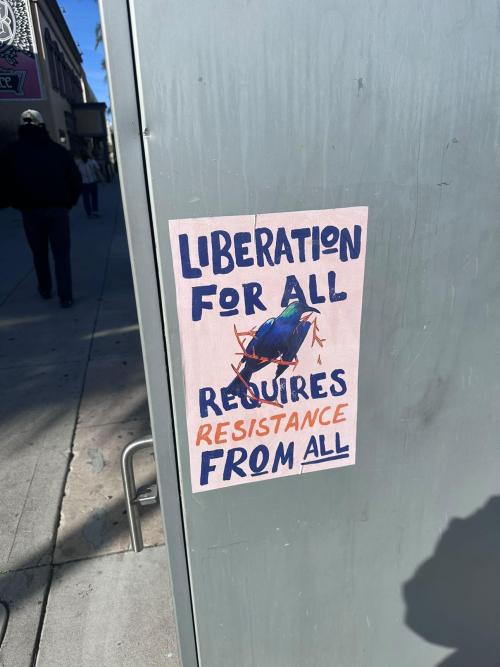 LIBERATION
FOR ALL
REQUIRES
RESISTANCE
FROM ALL